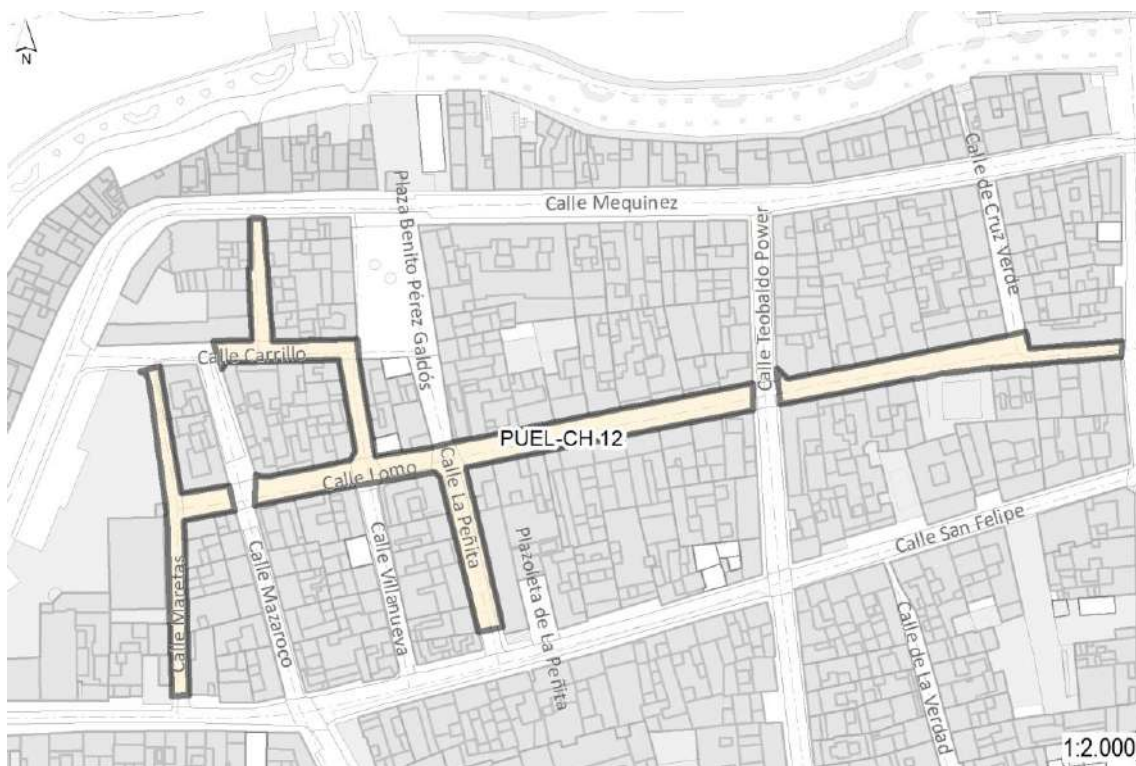 N
Calle Mequinez
Plaza Benito Pérez Galdós
Calle Teobaldo Power
Calle de Cruz Verde
Calle Carrillo
PUEL-CH 12
Calle Lomo
Calle La Peñita
Calle Maretas
Calle Mazaroco
Calle Villanueva
Plazoleta de La Peñita
Calle San Felipe
Calle de La Verdad
1:2.000